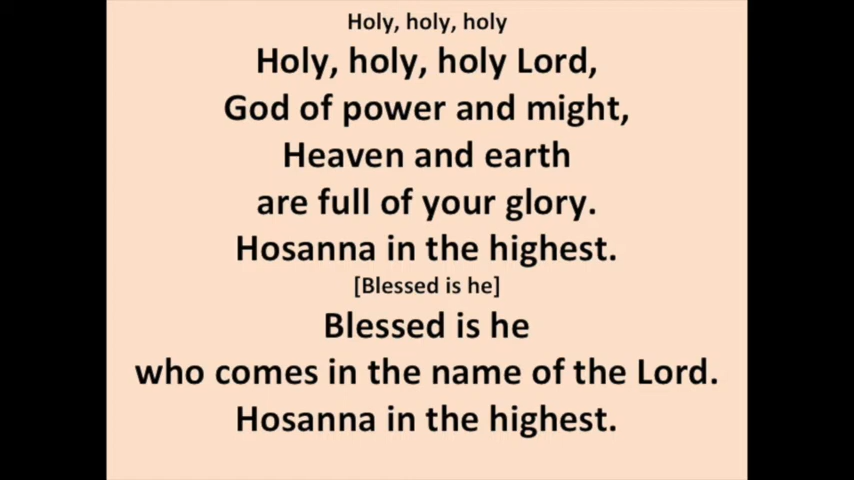 Holy, holy, holy
Holy, holy, holy Lord,
God of power and might,
Heaven and earth
are full of your glory.
Hosanna in the highest.
[Blessed is he]
Blessed is he
who comes in the name of the Lord.
Hosanna in the highest.